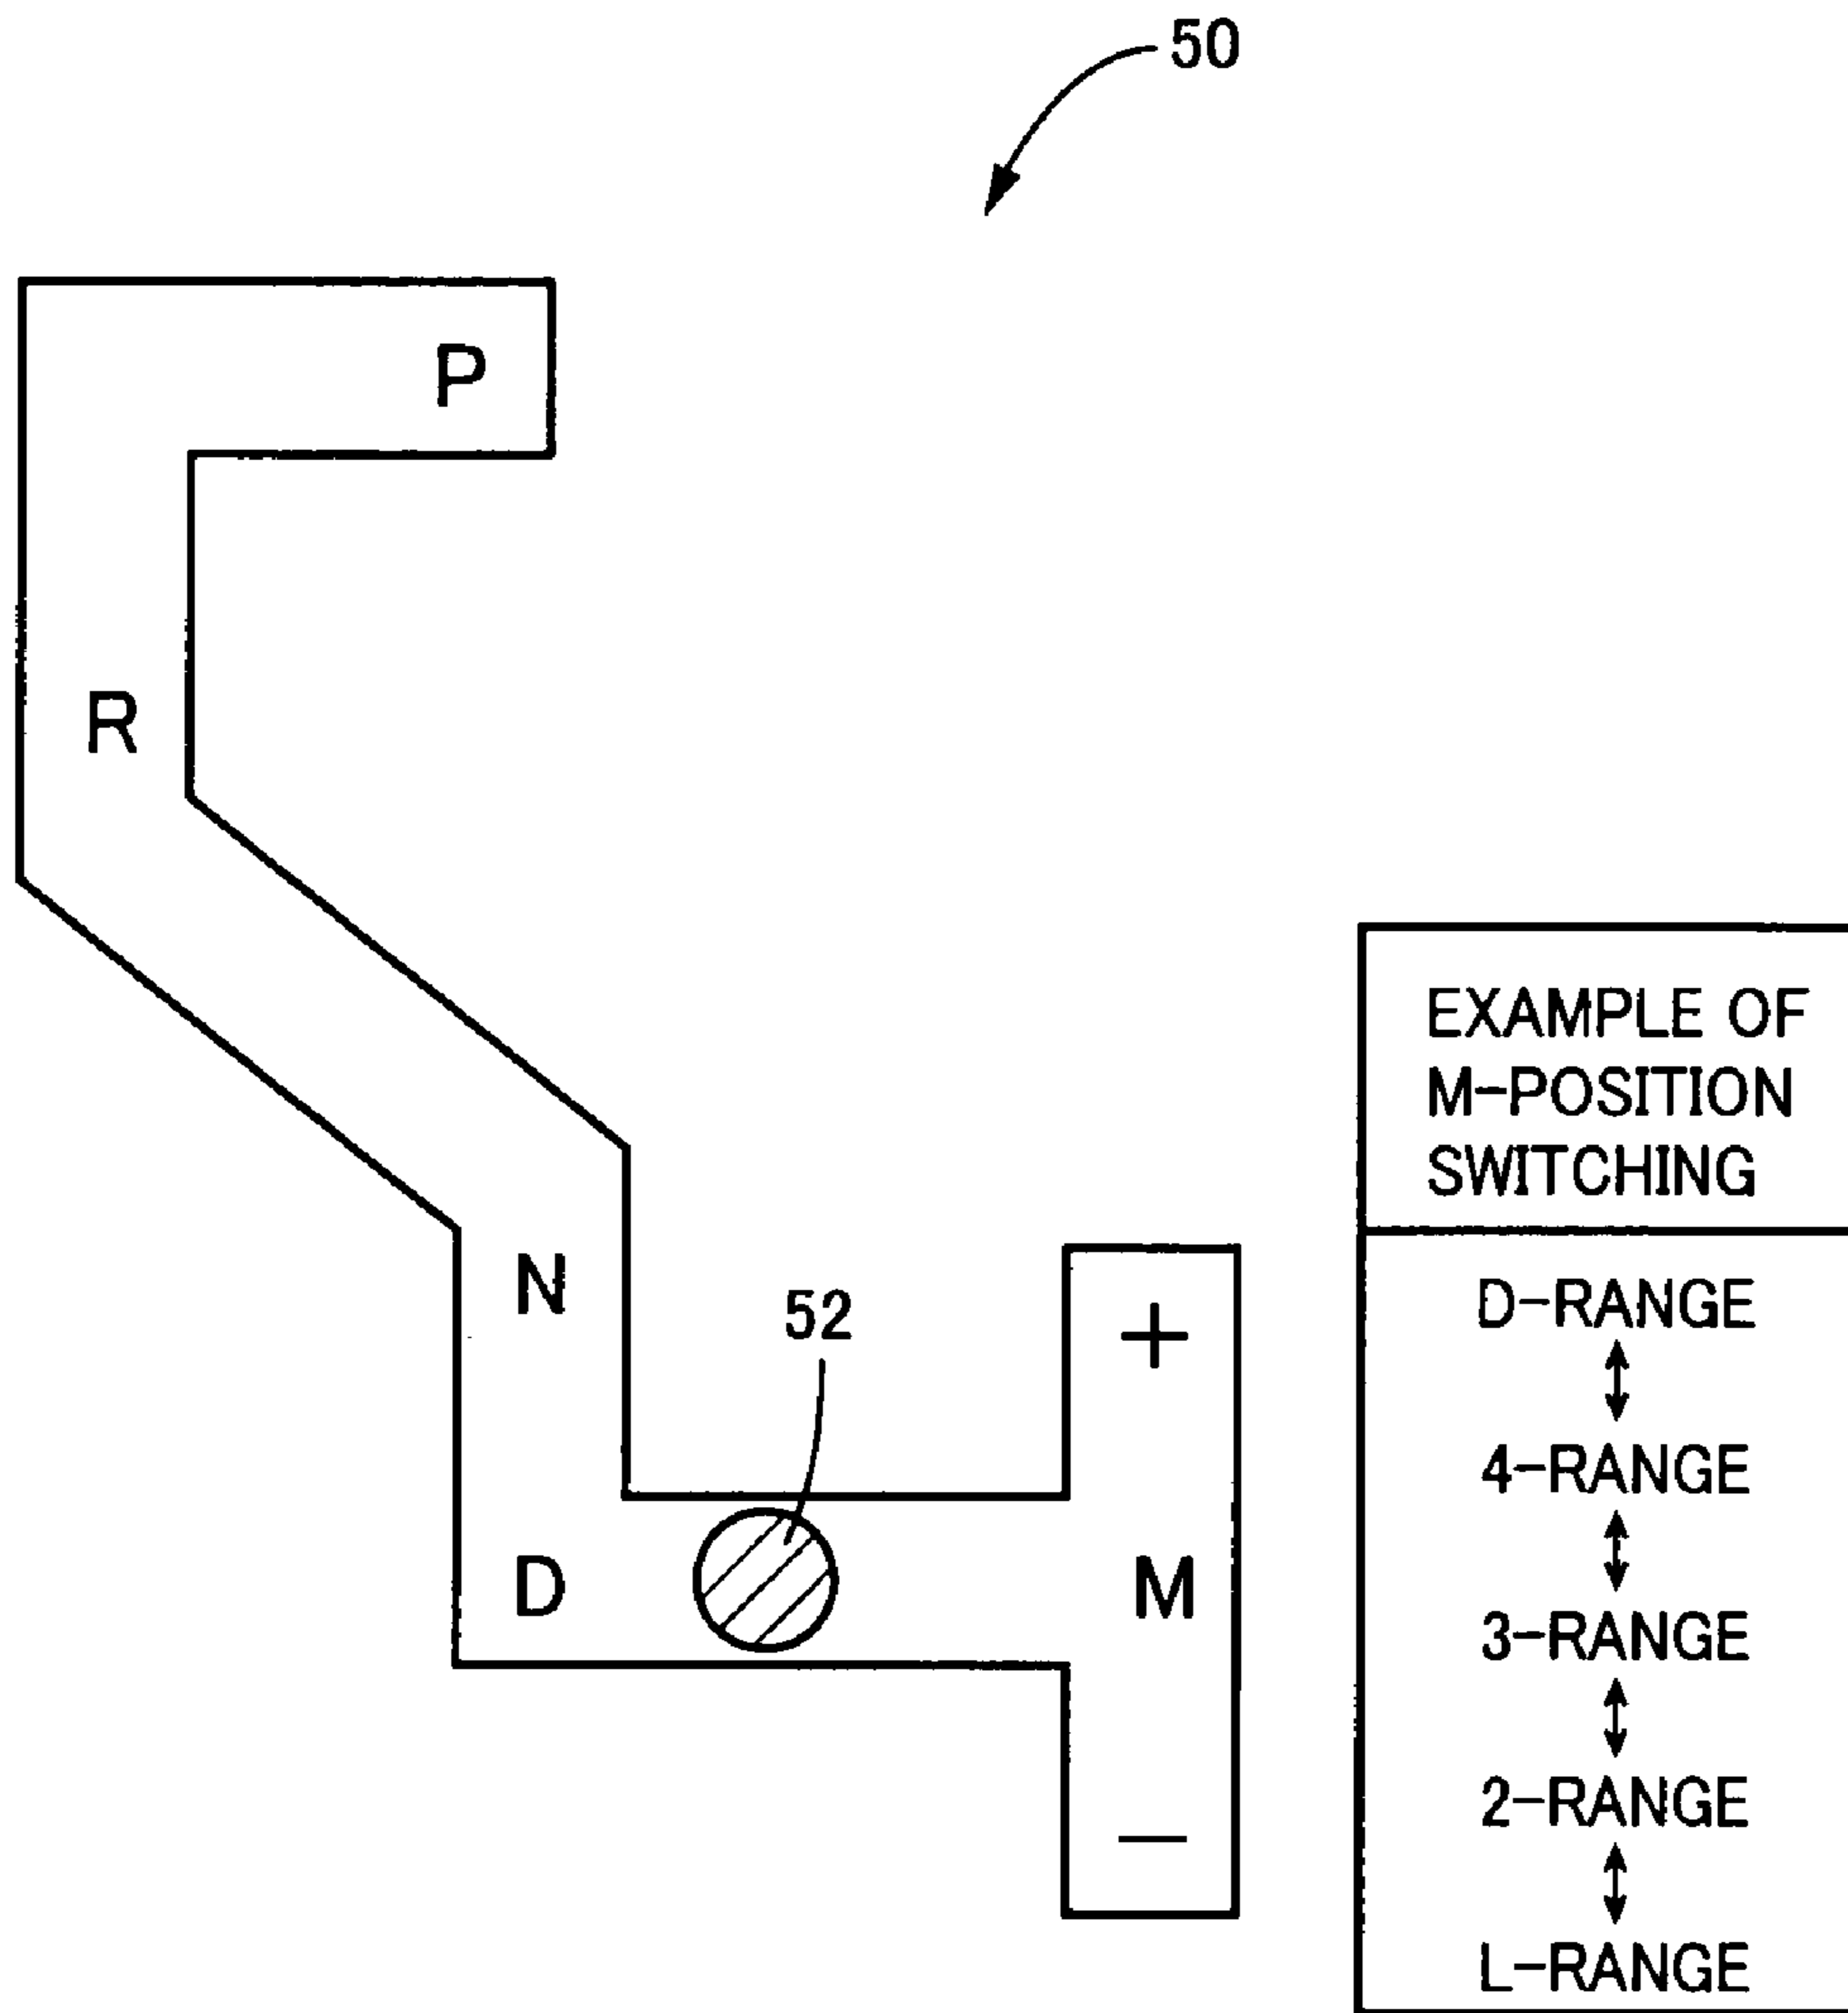 50
P
R
N
52
+
D
M
−
EXAMPLE OF
M-POSITION
SWITCHING
D-RANGE
4-RANGE
3-RANGE
2-RANGE
L-RANGE